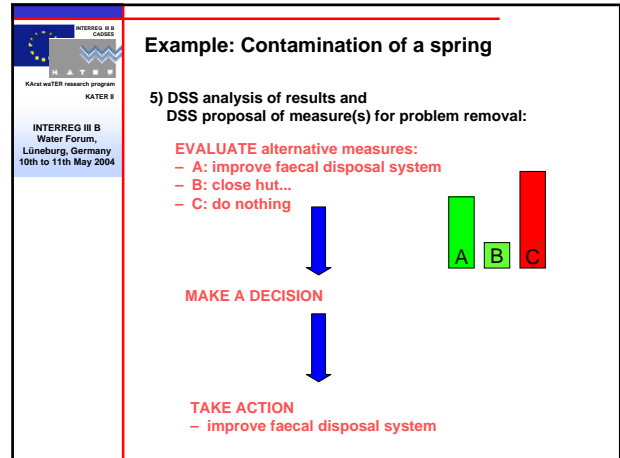 INTERREG III B
CADSES
K A T E R
KArst waTER research program
KATER II
INTERREG III B
Water Forum,
Lüneburg, Germany
10th to 11th May 2004
Example: Contamination of a spring
5) DSS analysis of results and
DSS proposal of measure(s) for problem removal:
EVALUATE alternative measures:
– A: improve faecal disposal system
– B: close hut...
– C: do nothing
A B C
MAKE A DECISION
TAKE ACTION
– improve faecal disposal system